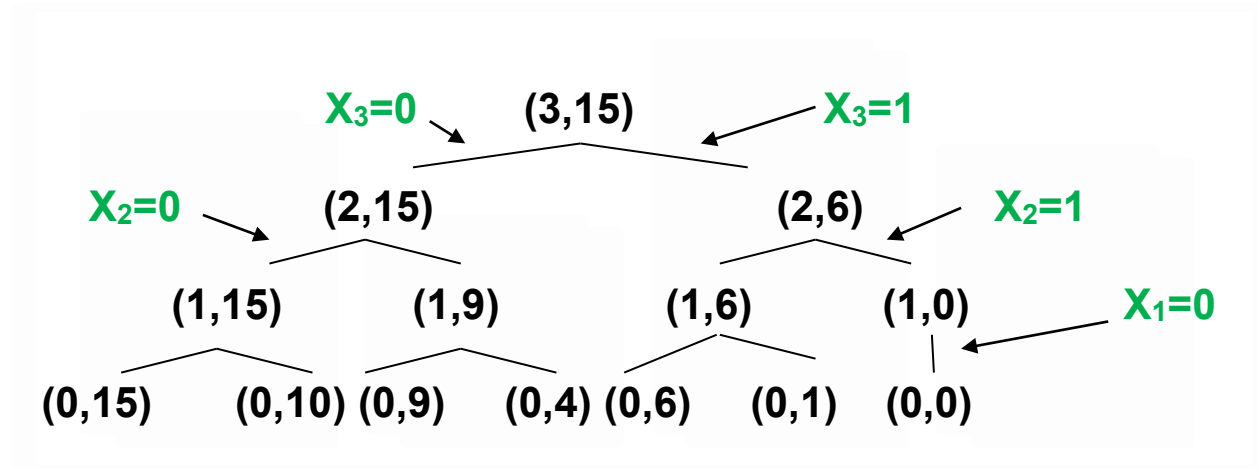 X₃=0 (3,15) X₃=1
X₂=0 (2,15) (2,6) X₂=1
(1,15) (1,9) (1,6) (1,0) X₁=0
(0,15) (0,10) (0,9) (0,4) (0,6) (0,1) (0,0)